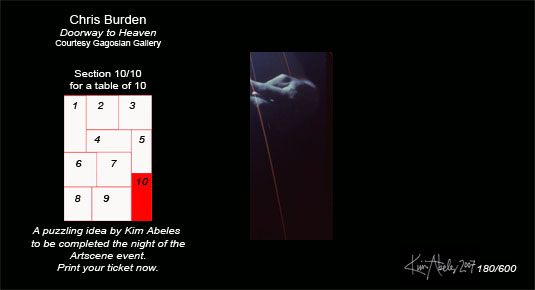 Chris Burden
Doorway to Heaven
Courtesy Gagosian Gallery
Section 10/10
for a table of 10
1 2 3
4 5
6 7
10
8 9
A puzzling idea by Kim Abeles
to be completed the night of the
Artscene event.
Print your ticket now.
Kim Abeles 2007 180/600